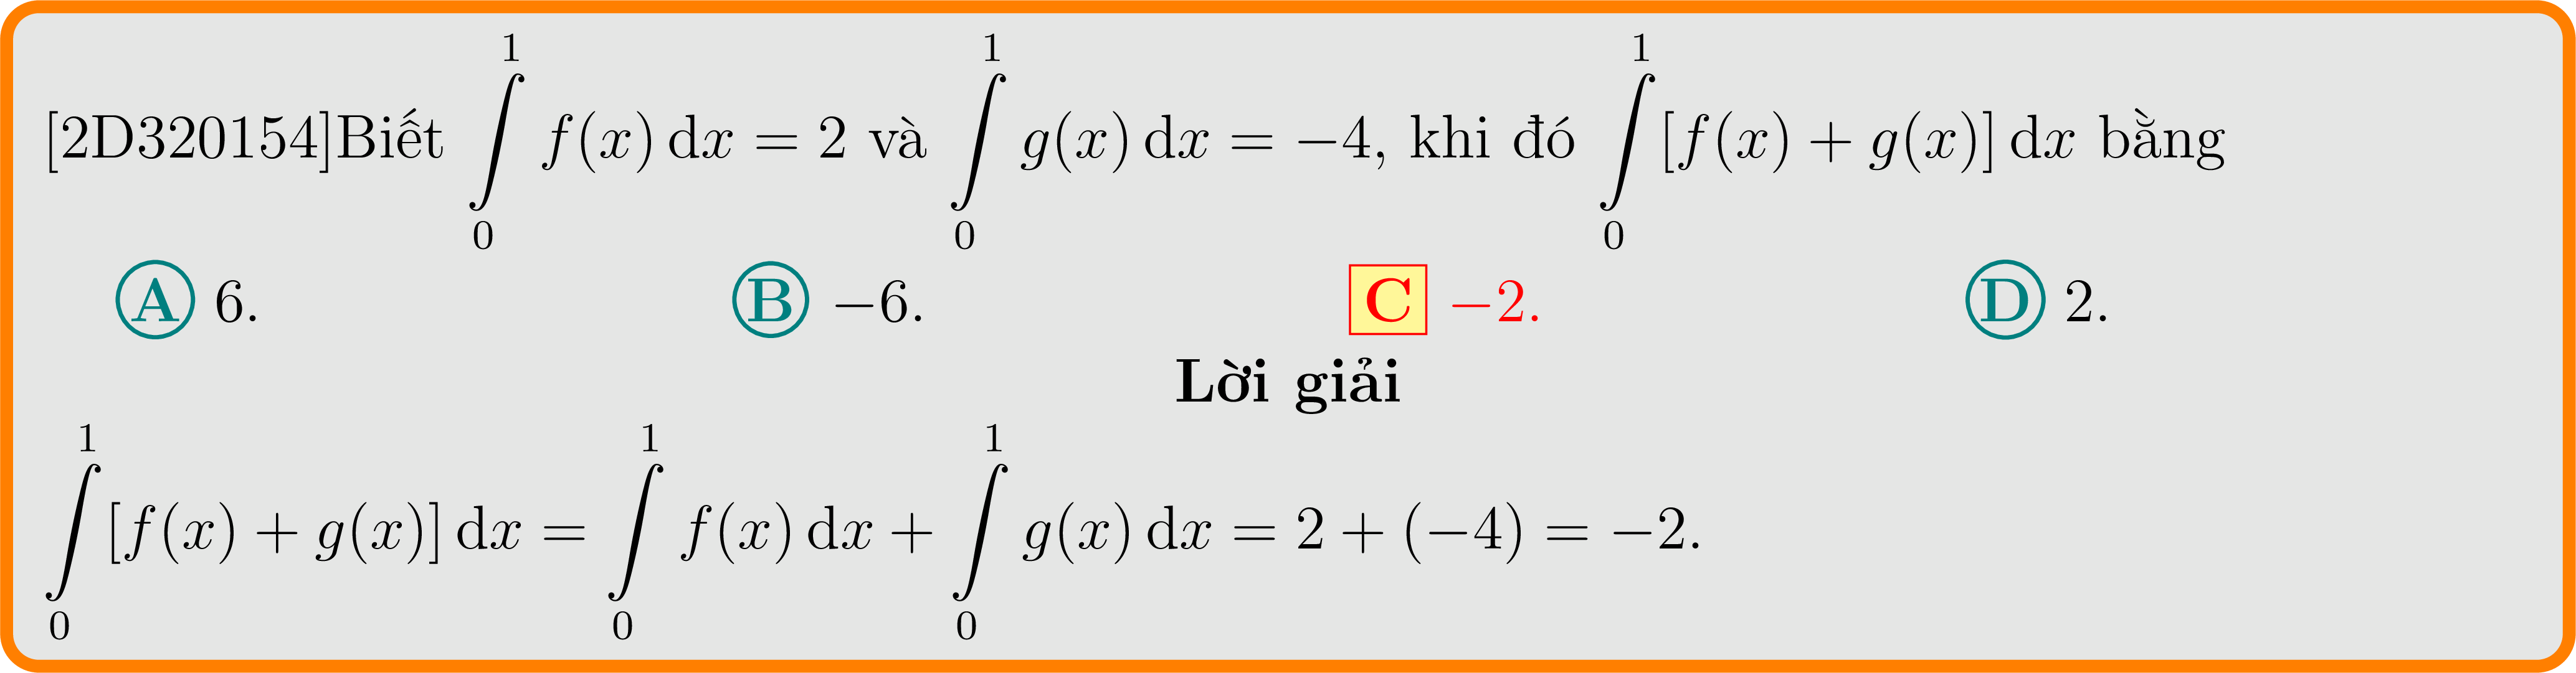 [2D320154]Biết $\int\limits_0^1 f(x)\,\mathrm{d}x = 2$ và $\int\limits_0^1 g(x)\,\mathrm{d}x = -4$, khi đó $\int\limits_0^1 [f(x) + g(x)]\,\mathrm{d}x$ bằng
A 6. B −6. C −2. D 2.
Lời giải
$\int\limits_0^1 [f(x) + g(x)]\,\mathrm{d}x = \int\limits_0^1 f(x)\,\mathrm{d}x + \int\limits_0^1 g(x)\,\mathrm{d}x = 2 + (-4) = -2.$